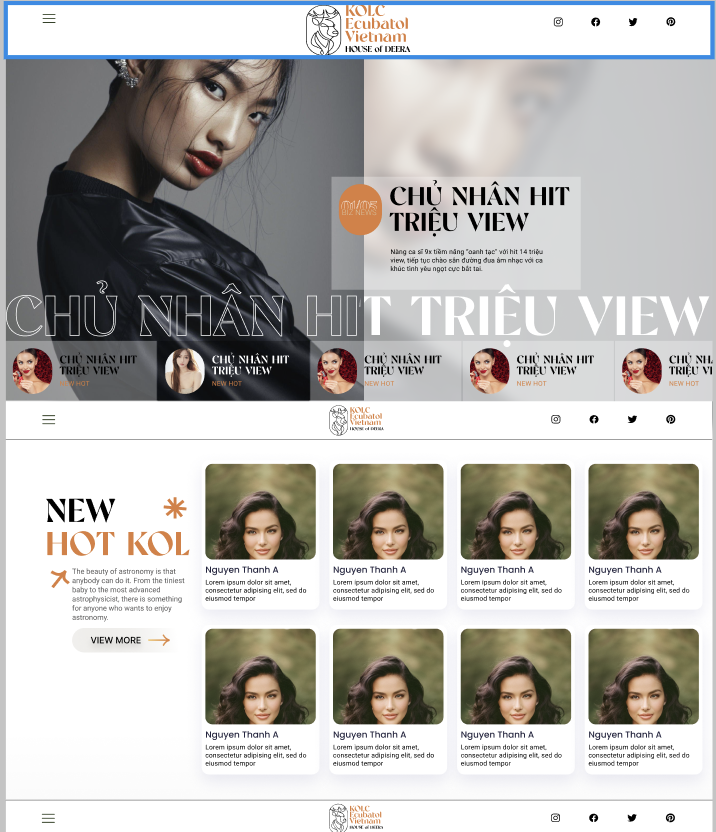 KOLC
Ecubatol
Vietnam
HOUSE of DEERA
BIZ NEWS
CHỦ NHÂN HIT
TRIỆU VIEW
Nàng ca sĩ 9x tiềm năng "oanh tạc" với hit 14 triệu
view, tiếp tục chào sân đường đua âm nhạc với ca
khúc tình yêu ngọt cực bắt tai.
CHỦ NHÂN HIT TRIỆU VIEW
CHỦ NHÂN HIT
TRIỆU VIEW
NEW HOT
CHỦ NHÂN HIT
TRIỆU VIEW
NEW HOT
CHỦ NHÂN HIT
TRIỆU VIEW
NEW HOT
CHỦ NHÂN HIT
TRIỆU VIEW
NEW HOT
CHỦ NHÂN
TRIỆU VI
NEW HOT
KOLC
Ecubatol
Vietnam
HOUSE of DEERA
NEW
HOT KOL
The beauty of astronomy is that
anybody can do it. From the tiniest
baby to the most advanced
astrophysicist, there is something
for anyone who wants to enjoy
astronomy.
VIEW MORE
Nguyen Thanh A
Lorem ipsum dolor sit amet,
consectetur adipising elit, sed do
eiusmod tempor
Nguyen Thanh A
Lorem ipsum dolor sit amet,
consectetur adipising elit, sed do
eiusmod tempor
Nguyen Thanh A
Lorem ipsum dolor sit amet,
consectetur adipising elit, sed do
eiusmod tempor
Nguyen Thanh A
Lorem ipsum dolor sit amet,
consectetur adipising elit, sed do
eiusmod tempor
Nguyen Thanh A
Lorem ipsum dolor sit amet,
consectetur adipising elit, sed do
eiusmod tempor
Nguyen Thanh A
Lorem ipsum dolor sit amet,
consectetur adipising elit, sed do
eiusmod tempor
Nguyen Thanh A
Lorem ipsum dolor sit amet,
consectetur adipising elit, sed do
eiusmod tempor
Nguyen Thanh A
Lorem ipsum dolor sit amet,
consectetur adipising elit, sed do
eiusmod tempor
KOLC
Ecubatol
Vietnam
HOUSE of DEERA